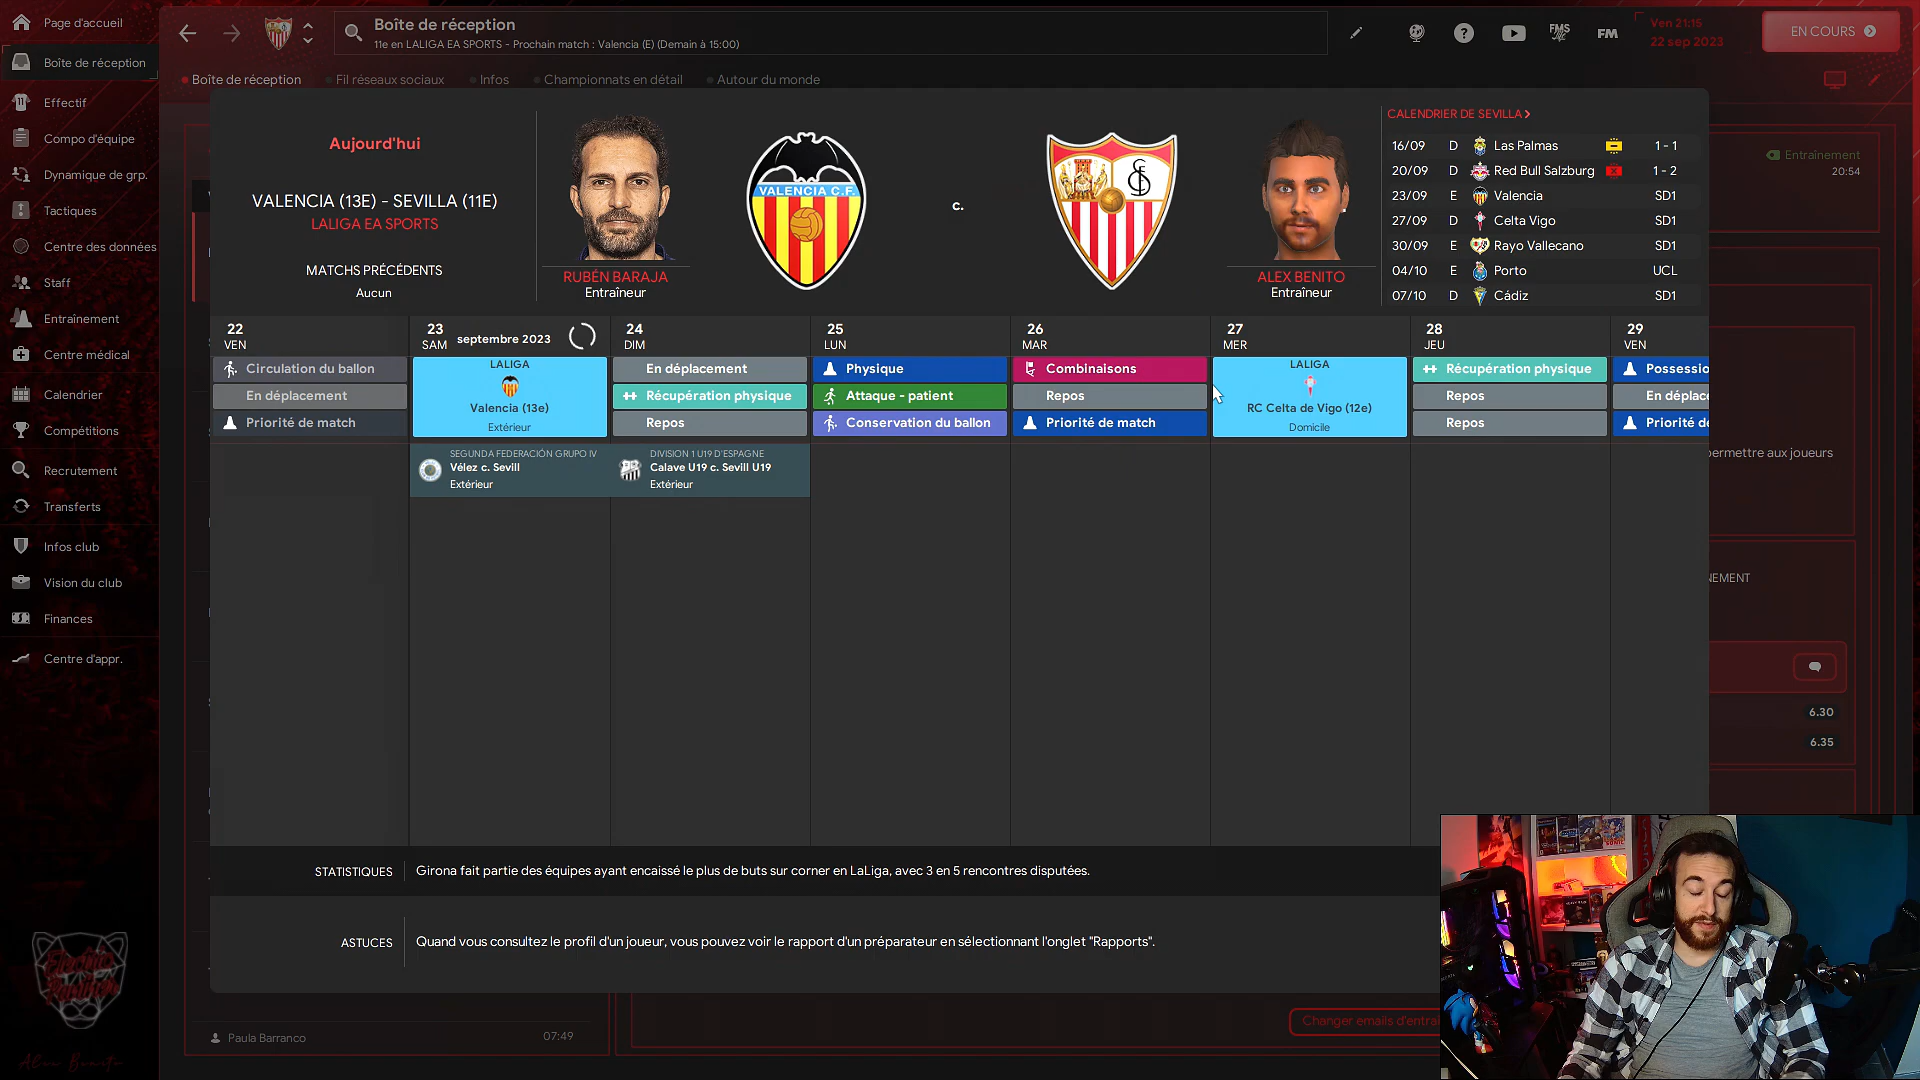 Page d'accueil
Boîte de réception
Effectif
Compo d'équipe
Dynamique de grp.
Tactiques
Centre des données
Staff
Entraînement
Centre médical
Calendrier
Compétitions
Recrutement
Transferts
Infos club
Vision du club
Finances
Centre d'appr.
Boîte de réception
11e en LALIGA EA SPORTS - Prochain match : Valencia (E) (Demain à 15:00)
FM
Ven 21:15
22 sep 2023
EN COURS
Boîte de réception
Fil réseaux sociaux
Infos
Championnats en détail
Autour du monde
Aujourd'hui
VALENCIA (13E) - SEVILLA (11E)
LALIGA EA SPORTS
MATCHS PRÉCÉDENTS
Aucun
RUBÉN BARAJA
Entraîneur
VALENCIA C.F.
c.
ALEX BENITO
Entraîneur
CALENDRIER DE SEVILLA >
16/09 D Las Palmas 1 - 1
20/09 D Red Bull Salzburg 1 - 2
23/09 E Valencia SD1
27/09 D Celta Vigo SD1
30/09 E Rayo Vallecano SD1
04/10 E Porto UCL
07/10 D Cádiz SD1
Entraînement
20:54
22
VEN
23
SAM
septembre 2023
24
DIM
25
LUN
26
MAR
27
MER
28
JEU
29
VEN
Circulation du ballon
En déplacement
Priorité de match
LALIGA
Valencia (13e)
Extérieur
En déplacement
Récupération physique
Repos
Physique
Attaque - patient
Conservation du ballon
Combinaisons
Repos
Priorité de match
LALIGA
RC Celta de Vigo (12e)
Domicile
Récupération physique
Repos
Repos
Possessio
En déplace
Priorité de
SEGUNDA FEDERACIÓN GRUPO IV
Vélez c. Sevill
Extérieur
DIVISION 1 U19 D'ESPAGNE
Calave U19 c. Sevill U19
Extérieur
permettre aux joueurs
NEMENT
6.30
6.35
STATISTIQUES
Girona fait partie des équipes ayant encaissé le plus de buts sur corner en LaLiga, avec 3 en 5 rencontres disputées.
ASTUCES
Quand vous consultez le profil d'un joueur, vous pouvez voir le rapport d'un préparateur en sélectionnant l'onglet "Rapports".
Paula Barranco
07:49
Changer emails d'entra
Alex Benito